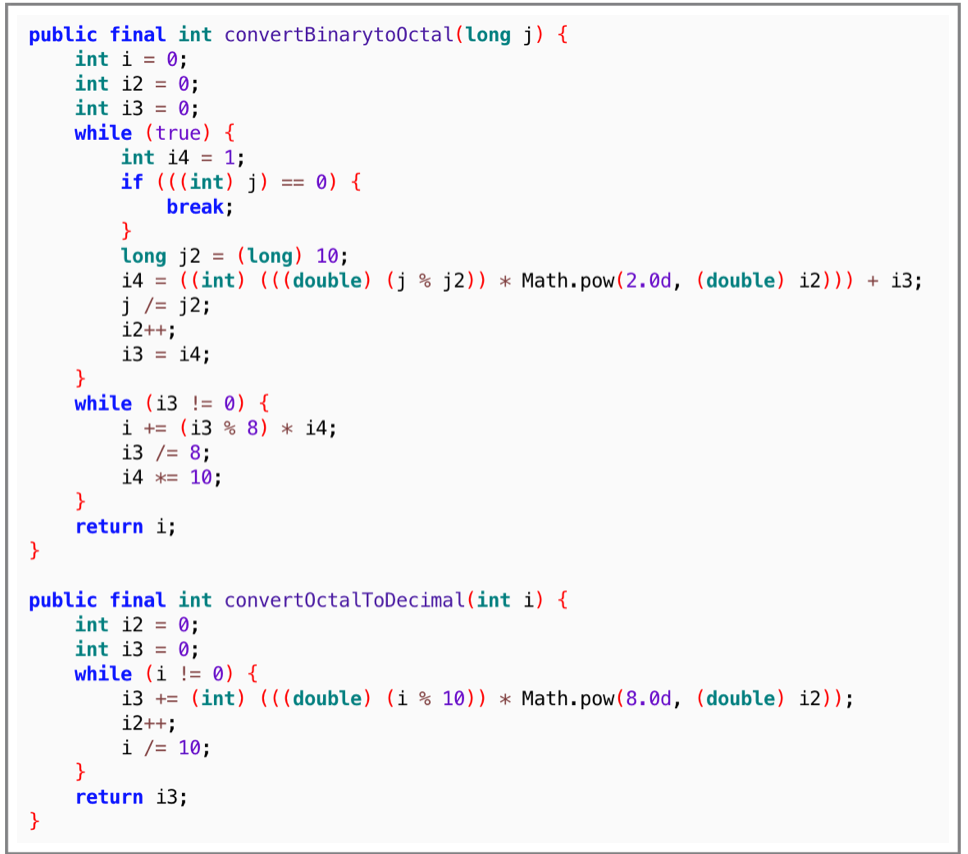 public final int convertBinarytoOctal(long j) {
    int i = 0;
    int i2 = 0;
    int i3 = 0;
    while (true) {
        int i4 = 1;
        if (((int) j) == 0) {
            break;
        }
        long j2 = (long) 10;
        i4 = ((int) (((double) (j % j2)) * Math.pow(2.0d, (double) i2))) + i3;
        j /= j2;
        i2++;
        i3 = i4;
    }
    while (i3 != 0) {
        i += (i3 % 8) * i4;
        i3 /= 8;
        i4 *= 10;
    }
    return i;
}

public final int convertOctalToDecimal(int i) {
    int i2 = 0;
    int i3 = 0;
    while (i != 0) {
        i3 += (int) (((double) (i % 10)) * Math.pow(8.0d, (double) i2));
        i2++;
        i /= 10;
    }
    return i3;
}